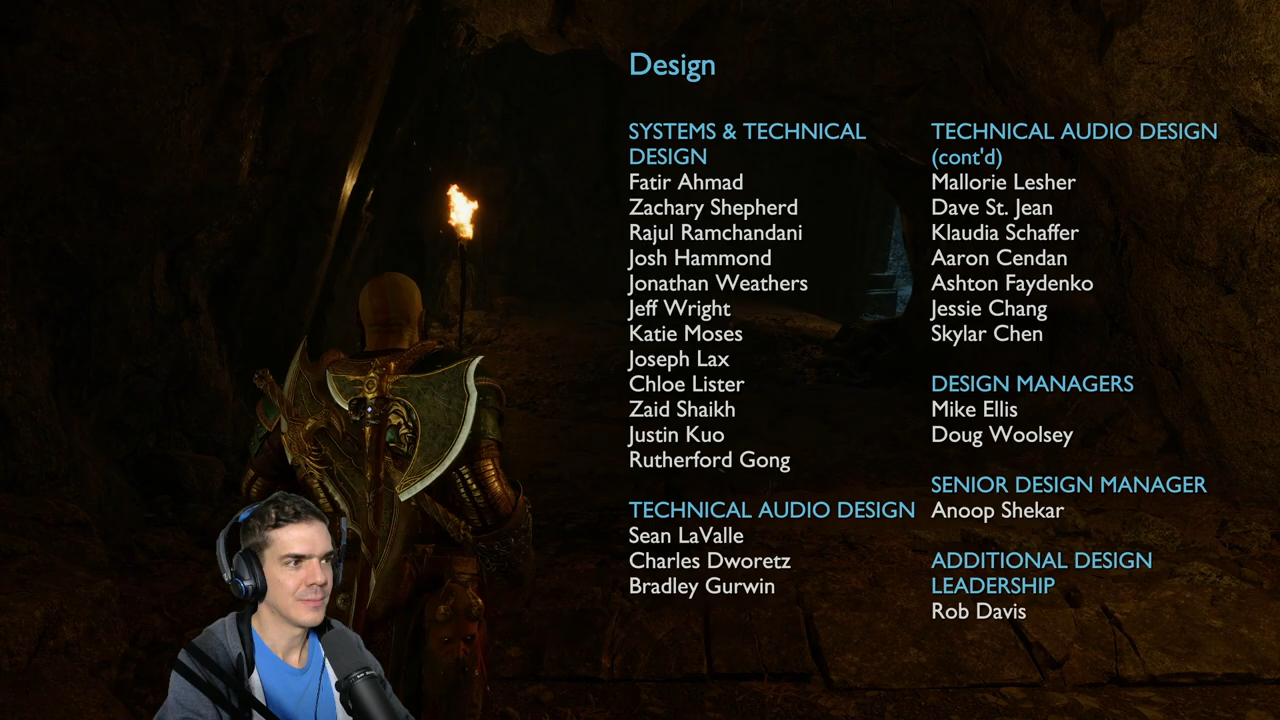 Design
SYSTEMS & TECHNICAL
DESIGN
Fatir Ahmad
Zachary Shepherd
Rajul Ramchandani
Josh Hammond
Jonathan Weathers
Jeff Wright
Katie Moses
Joseph Lax
Chloe Lister
Zaid Shaikh
Justin Kuo
Rutherford Gong
TECHNICAL AUDIO DESIGN
Sean LaValle
Charles Dworetz
Bradley Gurwin
TECHNICAL AUDIO DESIGN
(cont'd)
Mallorie Lesher
Dave St. Jean
Klaudia Schaffer
Aaron Cendan
Ashton Faydenko
Jessie Chang
Skylar Chen
DESIGN MANAGERS
Mike Ellis
Doug Woolsey
SENIOR DESIGN MANAGER
Anoop Shekar
ADDITIONAL DESIGN
LEADERSHIP
Rob Davis